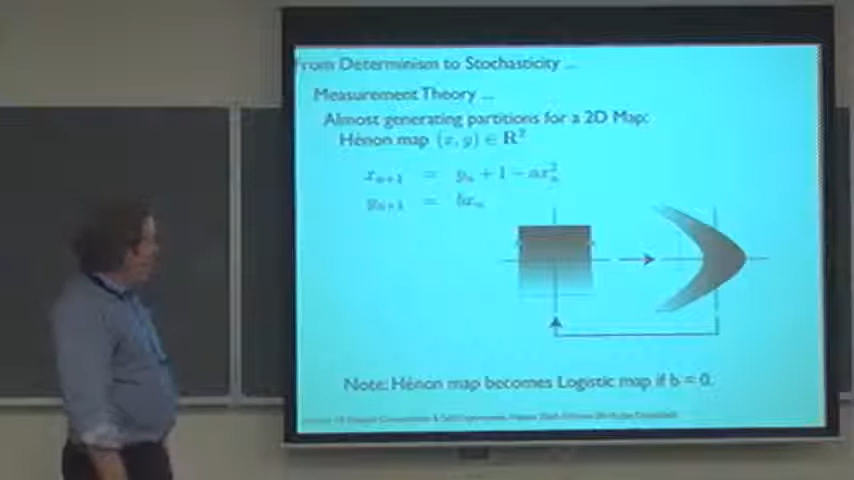 From Determinism to Stochasticity ...
Measurement Theory ...
Almost generating partitions for a 2D Map:
Hénon map (x, y) ∈ R²
xₙ₊₁ = yₙ + 1 − axₙ²
yₙ₊₁ = bxₙ
Note: Hénon map becomes Logistic map if b = 0.